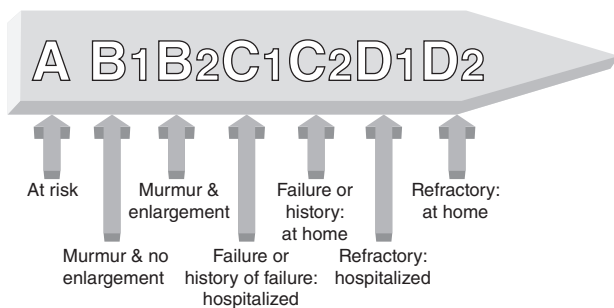 A B1B2C1C2D1D2
At risk
Murmur &
enlargement
Failure or
history:
at home
Refractory:
at home
Murmur & no
enlargement
Failure or
history of failure:
hospitalized
Refractory:
hospitalized